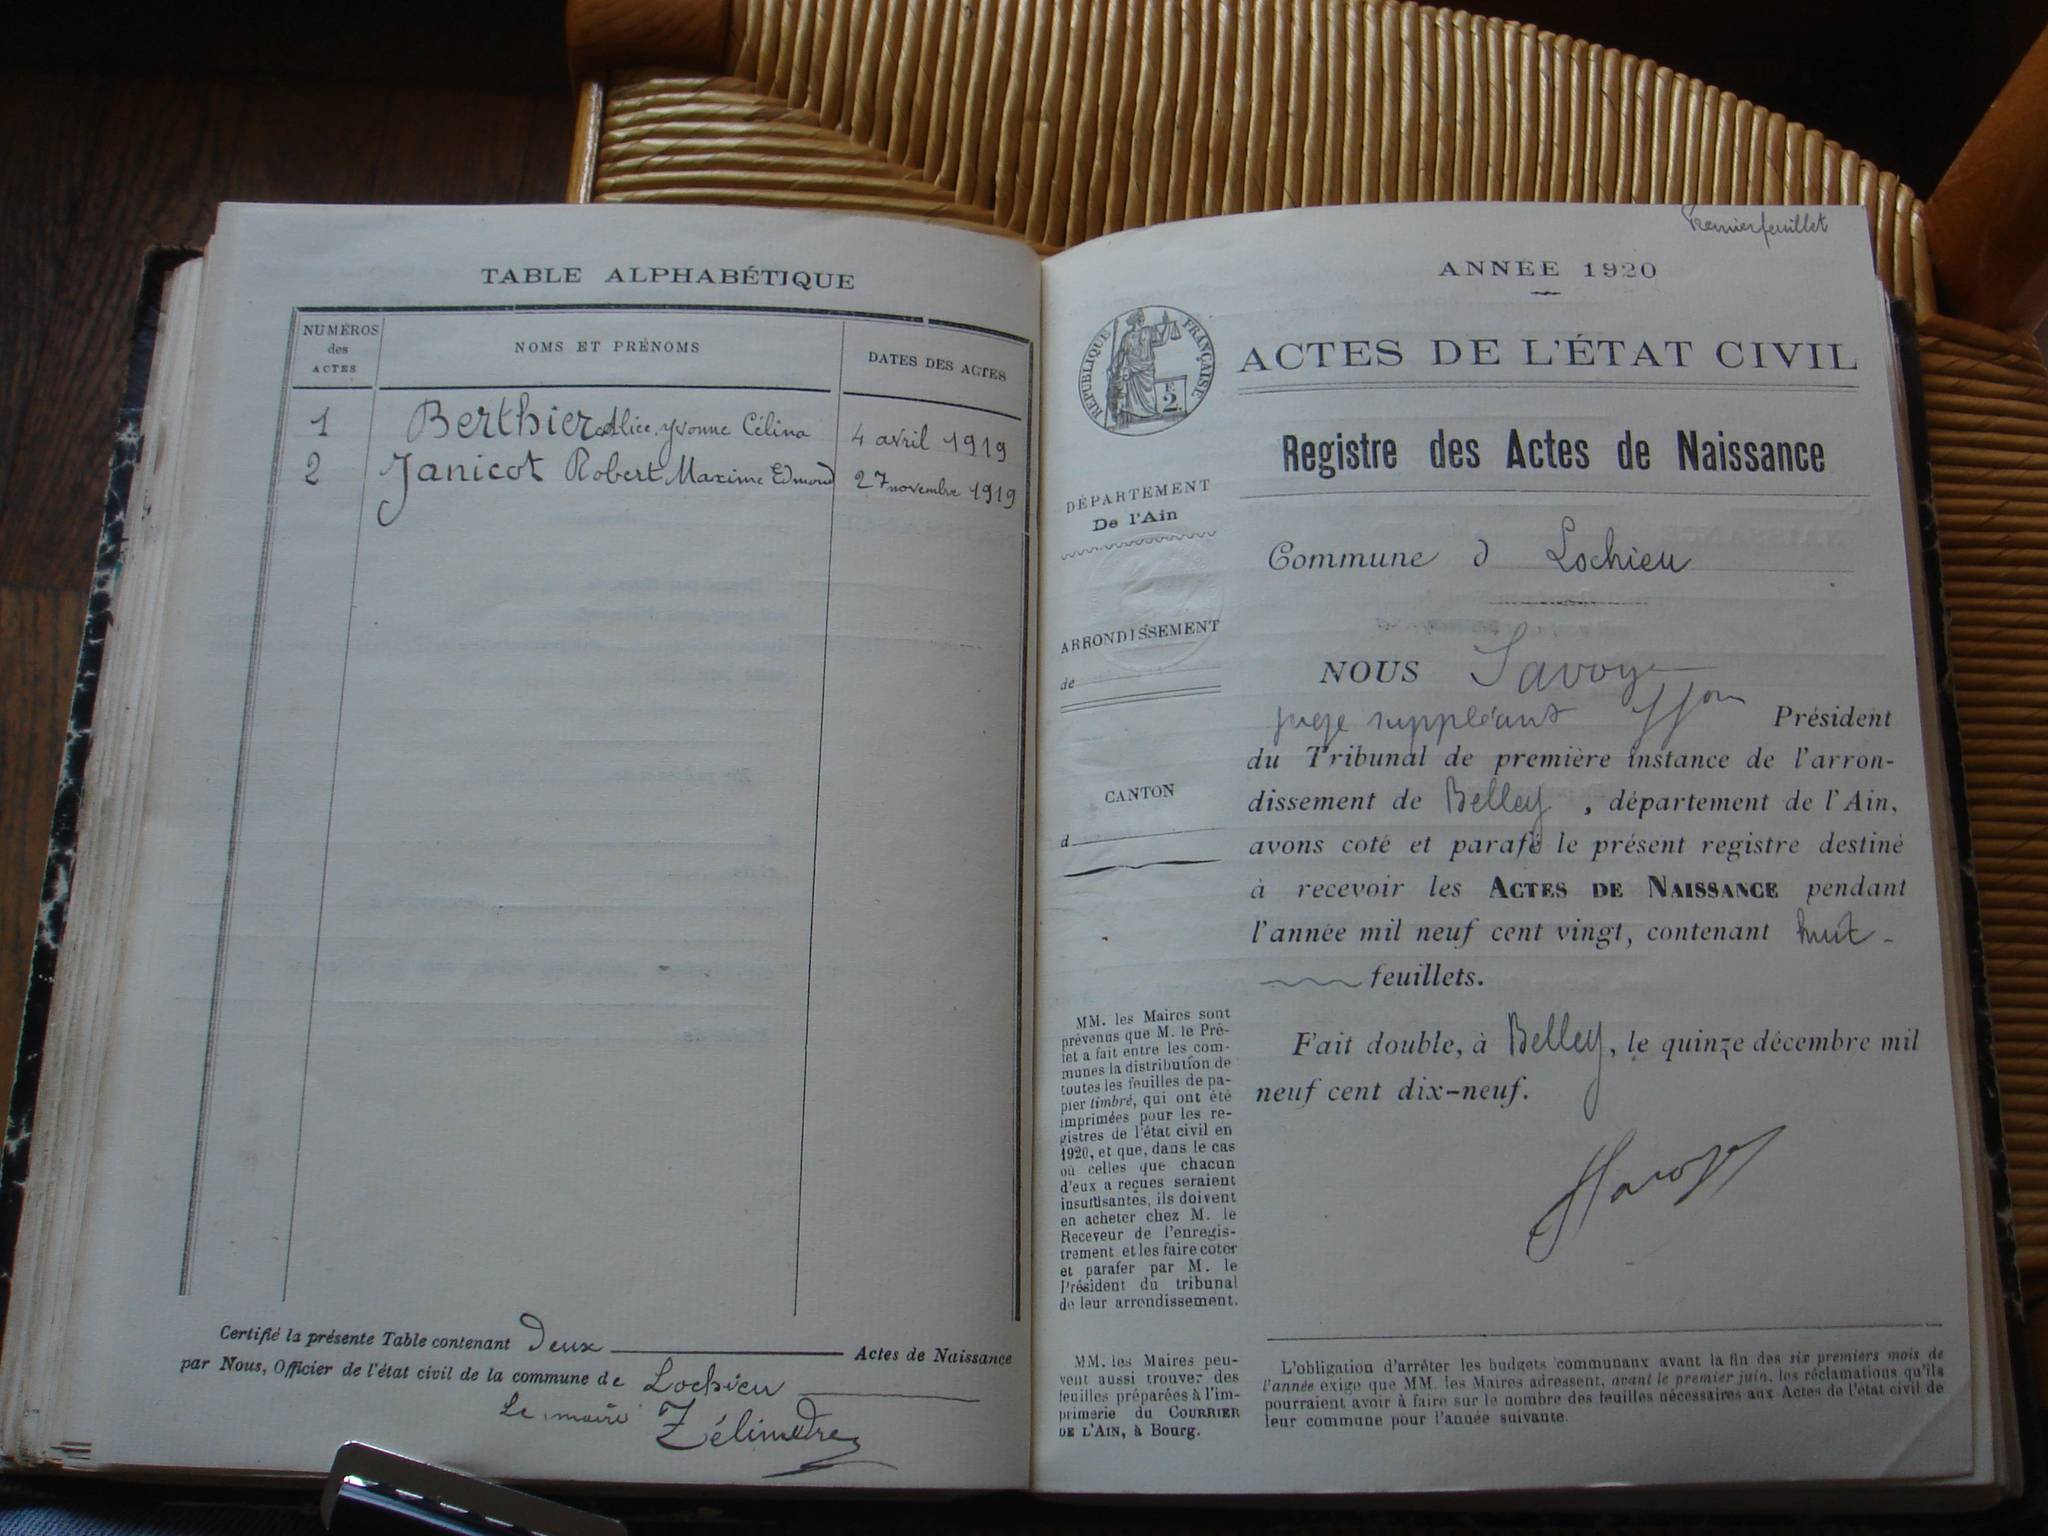 TABLE ALPHABÉTIQUE
NUMÉROS
des
ACTES
NOMS ET PRÉNOMS
DATES DES ACTES
1 Berthier Alice, Yvonne Célina 4 avril 1919
2 Janicot Robert Maxime Edmond 27 novembre 1919
Certifié la présente Table contenant Deux Actes de Naissance
par Nous, Officier de l'état civil de la commune de Lochieu
Le maire
Premier feuillet
ANNÉE 1920
RÉPUBLIQUE FRANÇAISE
2
ACTES DE L'ÉTAT CIVIL
Registre des Actes de Naissance
DÉPARTEMENT
De l'Ain
Commune d Lochieu
ARRONDISSEMENT
de
CANTON
d
NOUS Savoye
juge suppléant Président
du Tribunal de première instance de l'arron-
dissement de Belley, département de l'Ain,
avons coté et parafé le présent registre destiné
à recevoir les ACTES DE NAISSANCE pendant
l'année mil neuf cent vingt, contenant huit
feuillets.
Fait double, à Belley, le quinze décembre mil
neuf cent dix-neuf.
MM. les Maires sont
prévenus que M. le Pré-
fet a fait entre les com-
munes la distribution de
toutes les feuilles de pa-
pier timbré, qui ont été
imprimées pour les re-
gistres de l'état civil en
1920, et que, dans le cas
où celles que chacun
d'eux a reçues seraient
insuffisantes, ils doivent
en acheter chez M. le
Receveur de l'enregis-
trement et les faire coter
et parafer par M. le
Président du tribunal
de leur arrondissement.
MM. les Maires peu-
vent aussi trouver des
feuilles préparées à l'im-
primerie du COURRIER
DE L'AIN, à Bourg.
L'obligation d'arrêter les budgets communaux avant la fin des six premiers mois de
l'année exige que MM. les Maires adressent, avant le premier juin, les réclamations qu'ils
pourraient avoir à faire sur le nombre des feuilles nécessaires aux Actes de l'état civil de
leur commune pour l'année suivante.